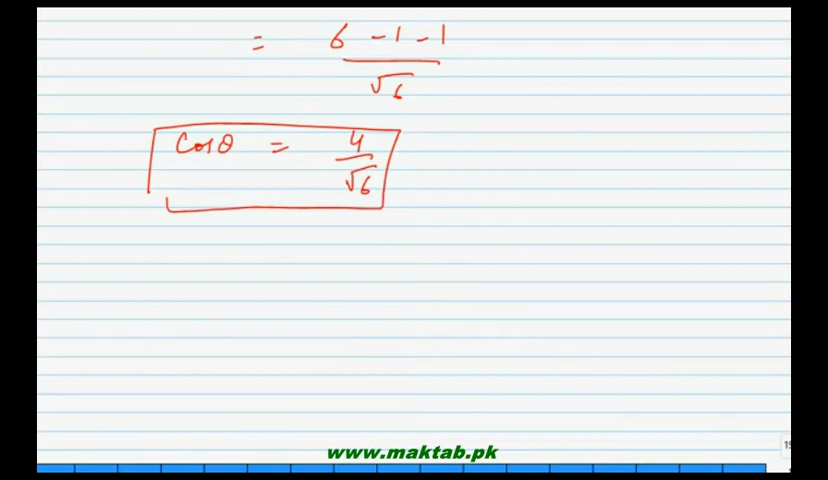 = 6 - 1 - 1
√6
cosθ = 4
√6
www.maktab.pk